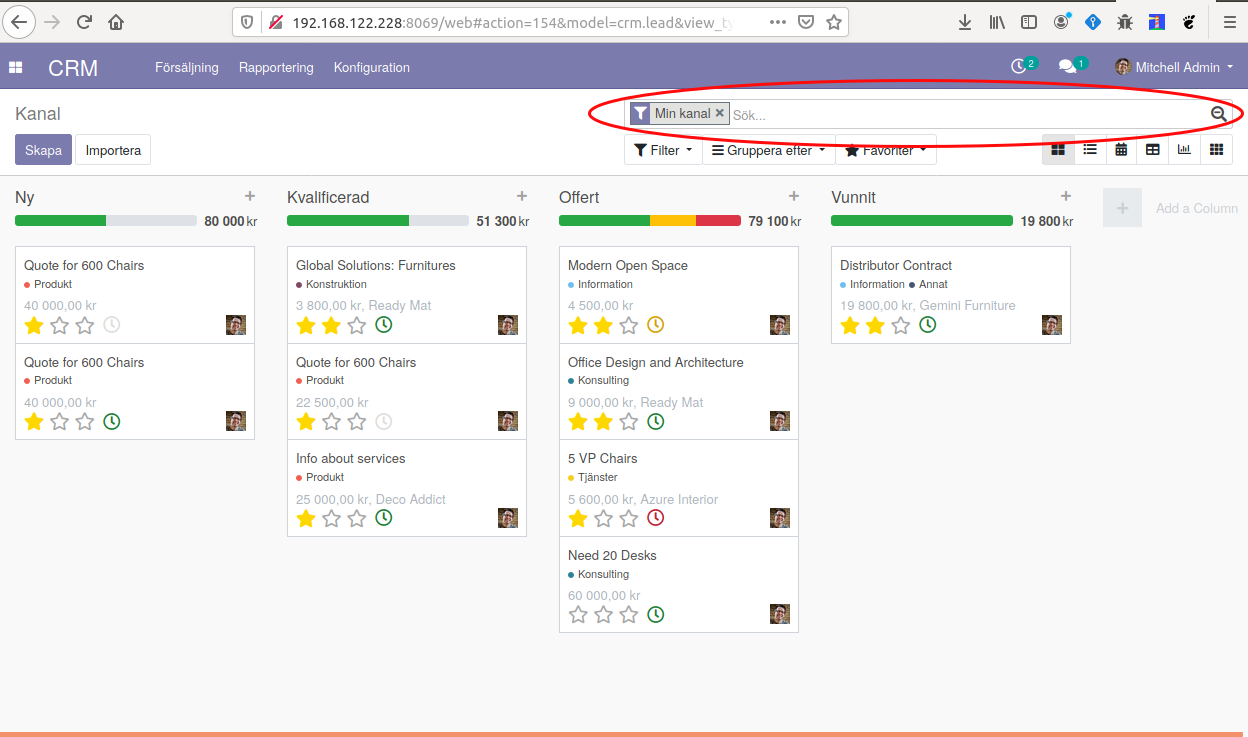 192.168.122.228:8069/web#action=154&model=crm.lead&view_ty
CRM Försäljning Rapportering Konfiguration 2 1 Mitchell Admin
Kanal
Min kanal × Sök...
Skapa Importera
Filter Gruppera efter Favoriter
Ny
80 000 kr
Quote for 600 Chairs
Produkt
40 000,00 kr
Quote for 600 Chairs
Produkt
40 000,00 kr
Kvalificerad
51 300 kr
Global Solutions: Furnitures
Konstruktion
3 800,00 kr, Ready Mat
Quote for 600 Chairs
Produkt
22 500,00 kr
Info about services
Produkt
25 000,00 kr, Deco Addict
Offert
79 100 kr
Modern Open Space
Information
4 500,00 kr
Office Design and Architecture
Konsulting
9 000,00 kr, Ready Mat
5 VP Chairs
Tjänster
5 600,00 kr, Azure Interior
Need 20 Desks
Konsulting
60 000,00 kr
Vunnit
19 800 kr
Distributor Contract
Information Annat
19 800,00 kr, Gemini Furniture
Add a Column